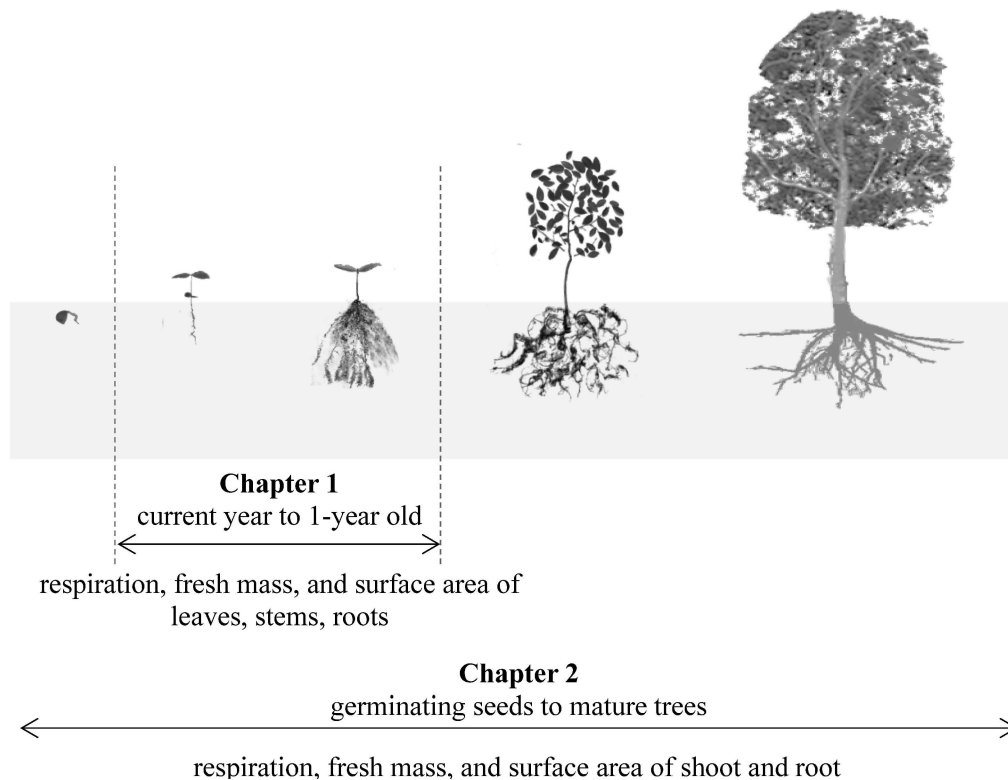 Chapter 1
current year to 1-year old
respiration, fresh mass, and surface area of
leaves, stems, roots
Chapter 2
germinating seeds to mature trees
respiration, fresh mass, and surface area of shoot and root